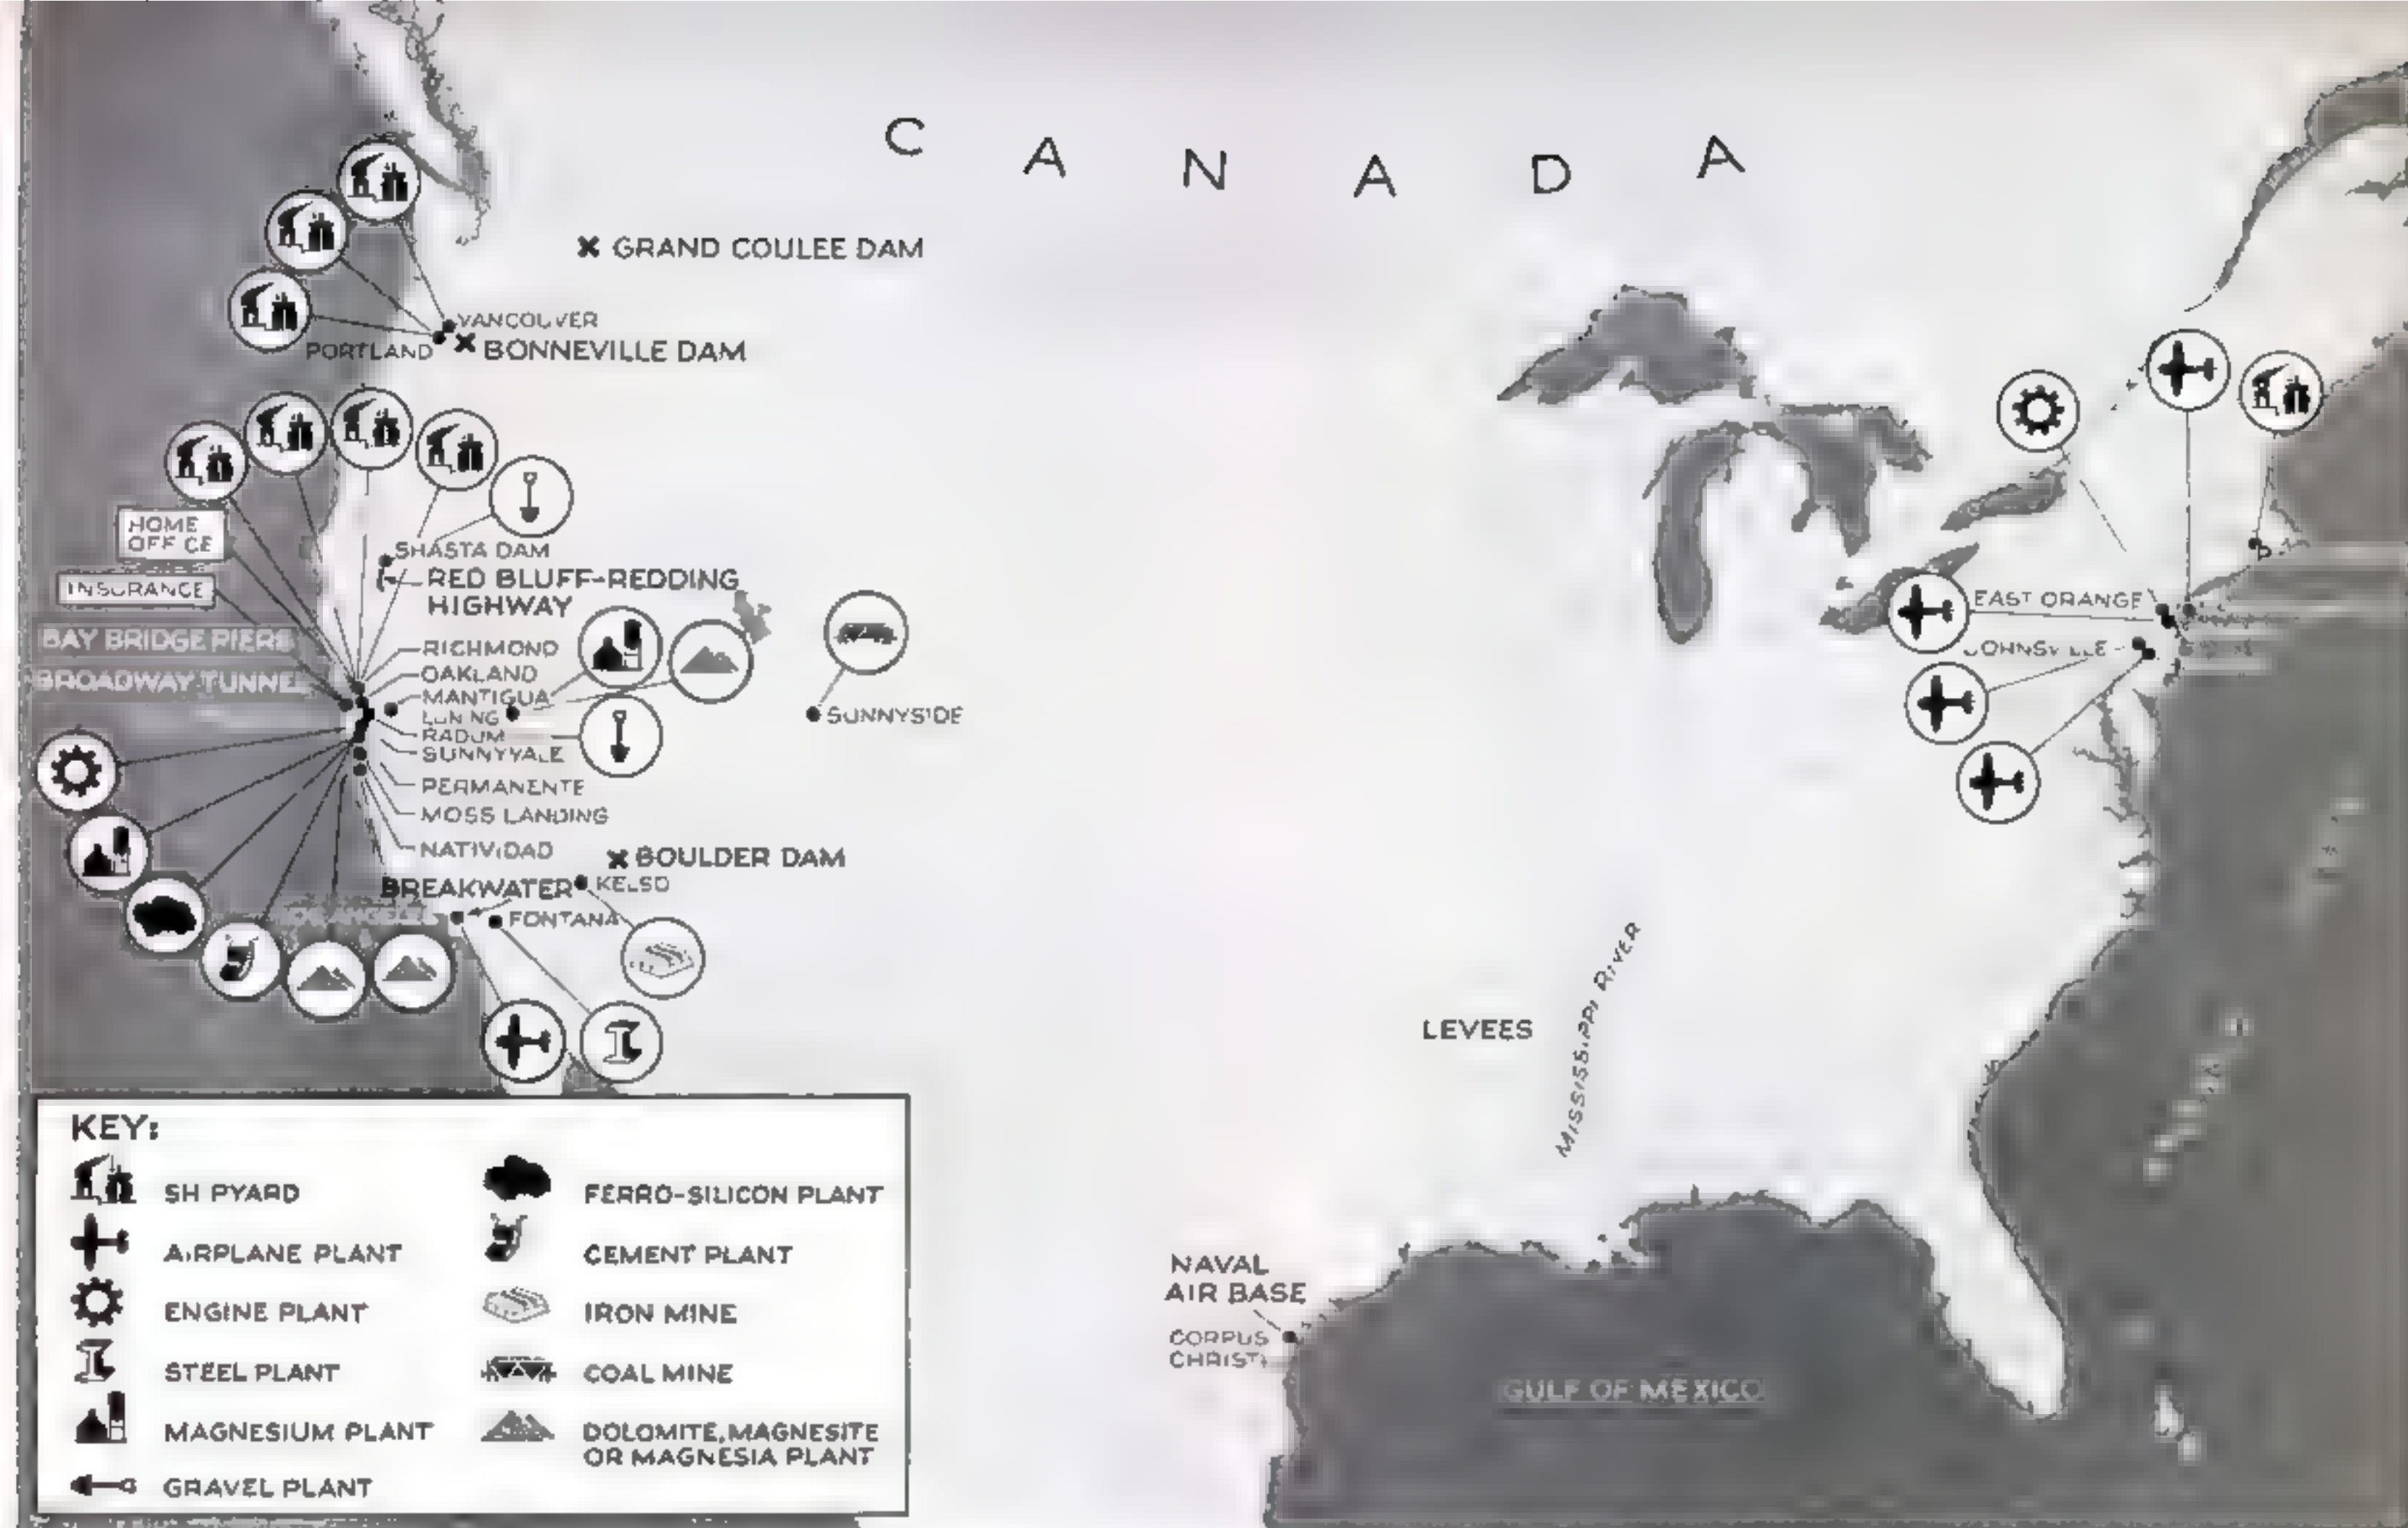 CANADA
GRAND COULEE DAM
VANCOUVER
PORTLAND
BONNEVILLE DAM
HOME
OFFICE
INSURANCE
BAY BRIDGE PIERS
BROADWAY TUNNEL
SHASTA DAM
RED BLUFF-REDDING
HIGHWAY
RICHMOND
OAKLAND
MANTIGUA
LUNING
RADUM
SUNNYVALE
PERMANENTE
MOSS LANDING
NATIVIDAD
SUNNYSIDE
BOULDER DAM
BREAKWATER
KELSO
LOS ANGELES
FONTANA
EAST ORANGE
JOHNSVILLE
LEVEES
MISSISSIPPI RIVER
NAVAL
AIR BASE
CORPUS
CHRISTI
GULF OF MEXICO
KEY:
SHIPYARD
AIRPLANE PLANT
ENGINE PLANT
STEEL PLANT
MAGNESIUM PLANT
GRAVEL PLANT
FERRO-SILICON PLANT
CEMENT PLANT
IRON MINE
COAL MINE
DOLOMITE, MAGNESITE
OR MAGNESIA PLANT